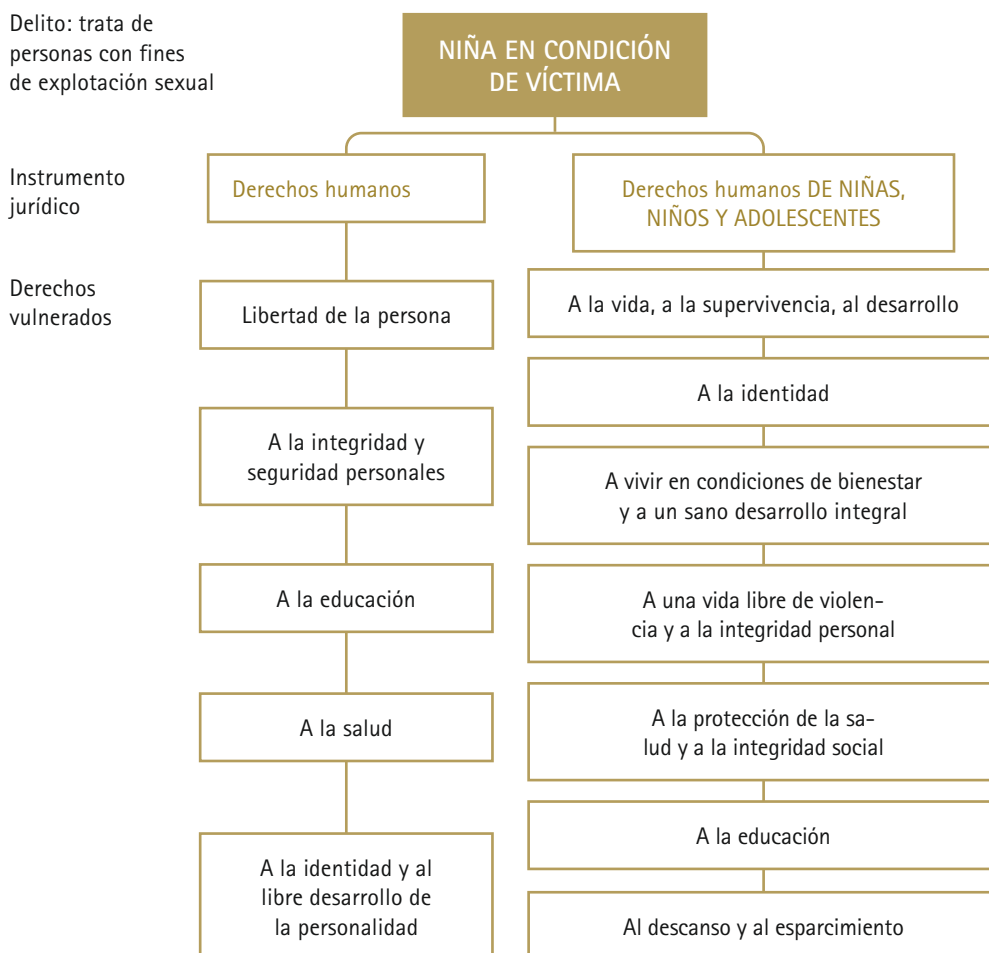 Delito: trata de
personas con fines
de explotación sexual
NIÑA EN CONDICIÓN
DE VÍCTIMA
Instrumento
jurídico
Derechos humanos
Derechos humanos DE NIÑAS,
NIÑOS Y ADOLESCENTES
Derechos
vulnerados
Libertad de la persona
A la integridad y
seguridad personales
A la educación
A la salud
A la identidad y al
libre desarrollo de
la personalidad
A la vida, a la supervivencia, al desarrollo
A la identidad
A vivir en condiciones de bienestar
y a un sano desarrollo integral
A una vida libre de violen-
cia y a la integridad personal
A la protección de la sa-
lud y a la integridad social
A la educación
Al descanso y al esparcimiento